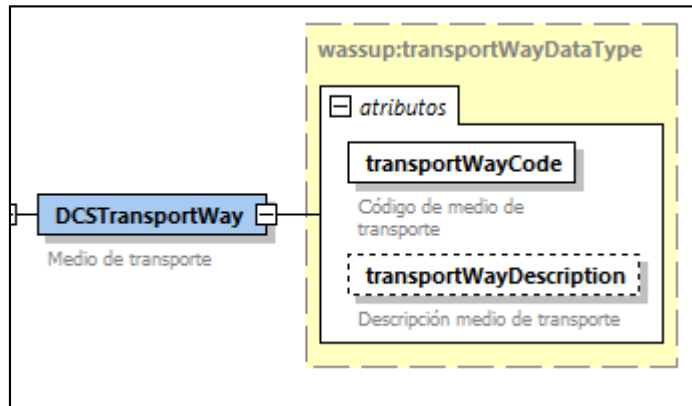 wassup:transportWayDataType
atributos
transportWayCode
Código de medio de
transporte
DCSTransportWay
Medio de transporte
transportWayDescription
Descripción medio de transporte